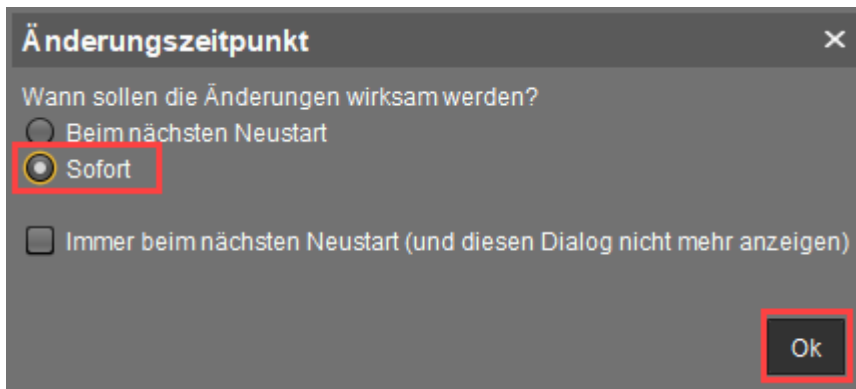 Änderungszeitpunkt
Wann sollen die Änderungen wirksam werden?
Beim nächsten Neustart
Sofort
Immer beim nächsten Neustart (und diesen Dialog nicht mehr anzeigen)
Ok